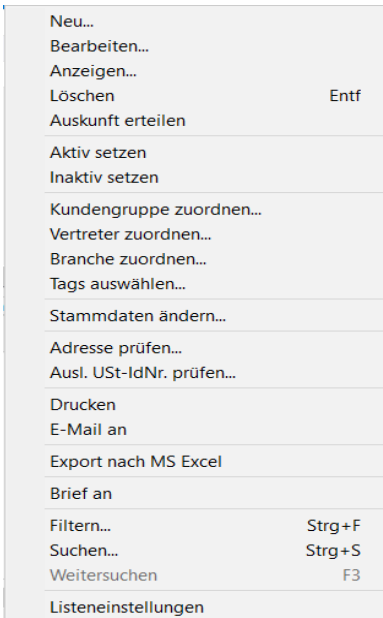 Neu...
Bearbeiten...
Anzeigen...
Löschen Entf
Auskunft erteilen
Aktiv setzen
Inaktiv setzen
Kundengruppe zuordnen...
Vertreter zuordnen...
Branche zuordnen...
Tags auswählen...
Stammdaten ändern...
Adresse prüfen...
Ausl. USt-IdNr. prüfen...
Drucken
E-Mail an
Export nach MS Excel
Brief an
Filtern... Strg+F
Suchen... Strg+S
Weitersuchen F3
Listeneinstellungen